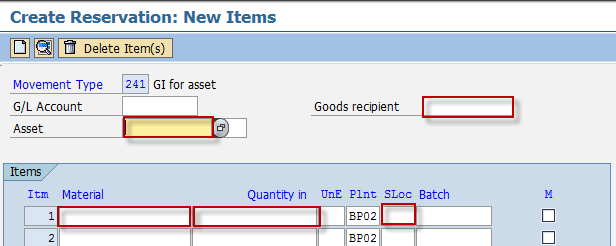 Create Reservation: New Items
Delete Item(s)
Movement Type 241 GI for asset
G/L Account Goods recipient
Asset
Items
Itm Material Quantity in UnE Plnt SLoc Batch M
1 BP02
2 BP02